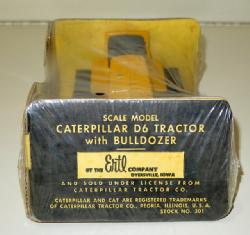 SCALE MODEL
CATERPILLAR D6 TRACTOR
with BULLDOZER
BY THE Ertl COMPANY
DYERSVILLE, IOWA
AND SOLD UNDER LICENSE FROM
CATERPILLAR TRACTOR CO.
CATERPILLAR AND CAT ARE REGISTERED TRADEMARKS
OF CATERPILLAR TRACTOR CO., PEORIA, ILLINOIS, U.S.A.
STOCK NO. 201